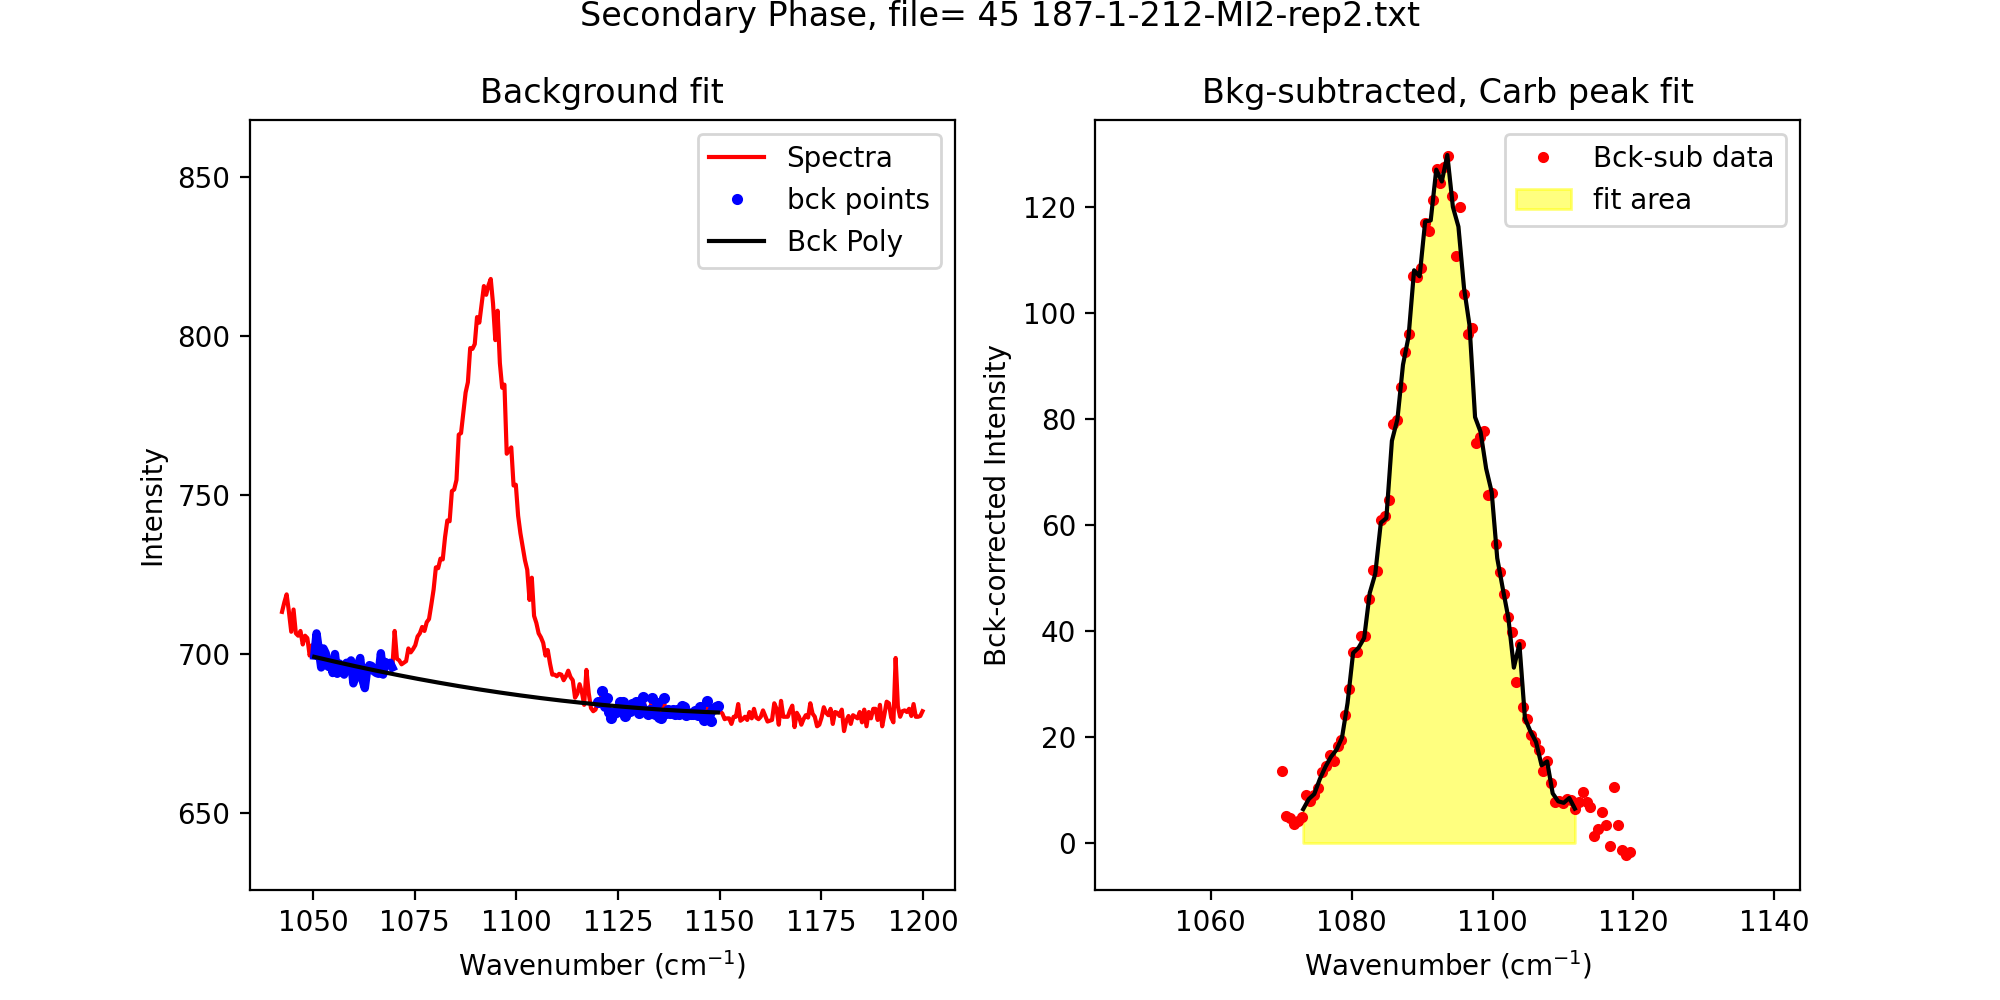 Secondary Phase, file= 45 187-1-212-MI2-rep2.txt
Background fit
850
800
750
700
650
Intensity
Spectra
bck points
Bck Poly
1050 1075 1100 1125 1150 1175 1200
Wavenumber (cm⁻¹)
Bkg-subtracted, Carb peak fit
120
100
80
60
40
20
0
Bck-corrected Intensity
Bck-sub data
fit area
1060 1080 1100 1120 1140
Wavenumber (cm⁻¹)